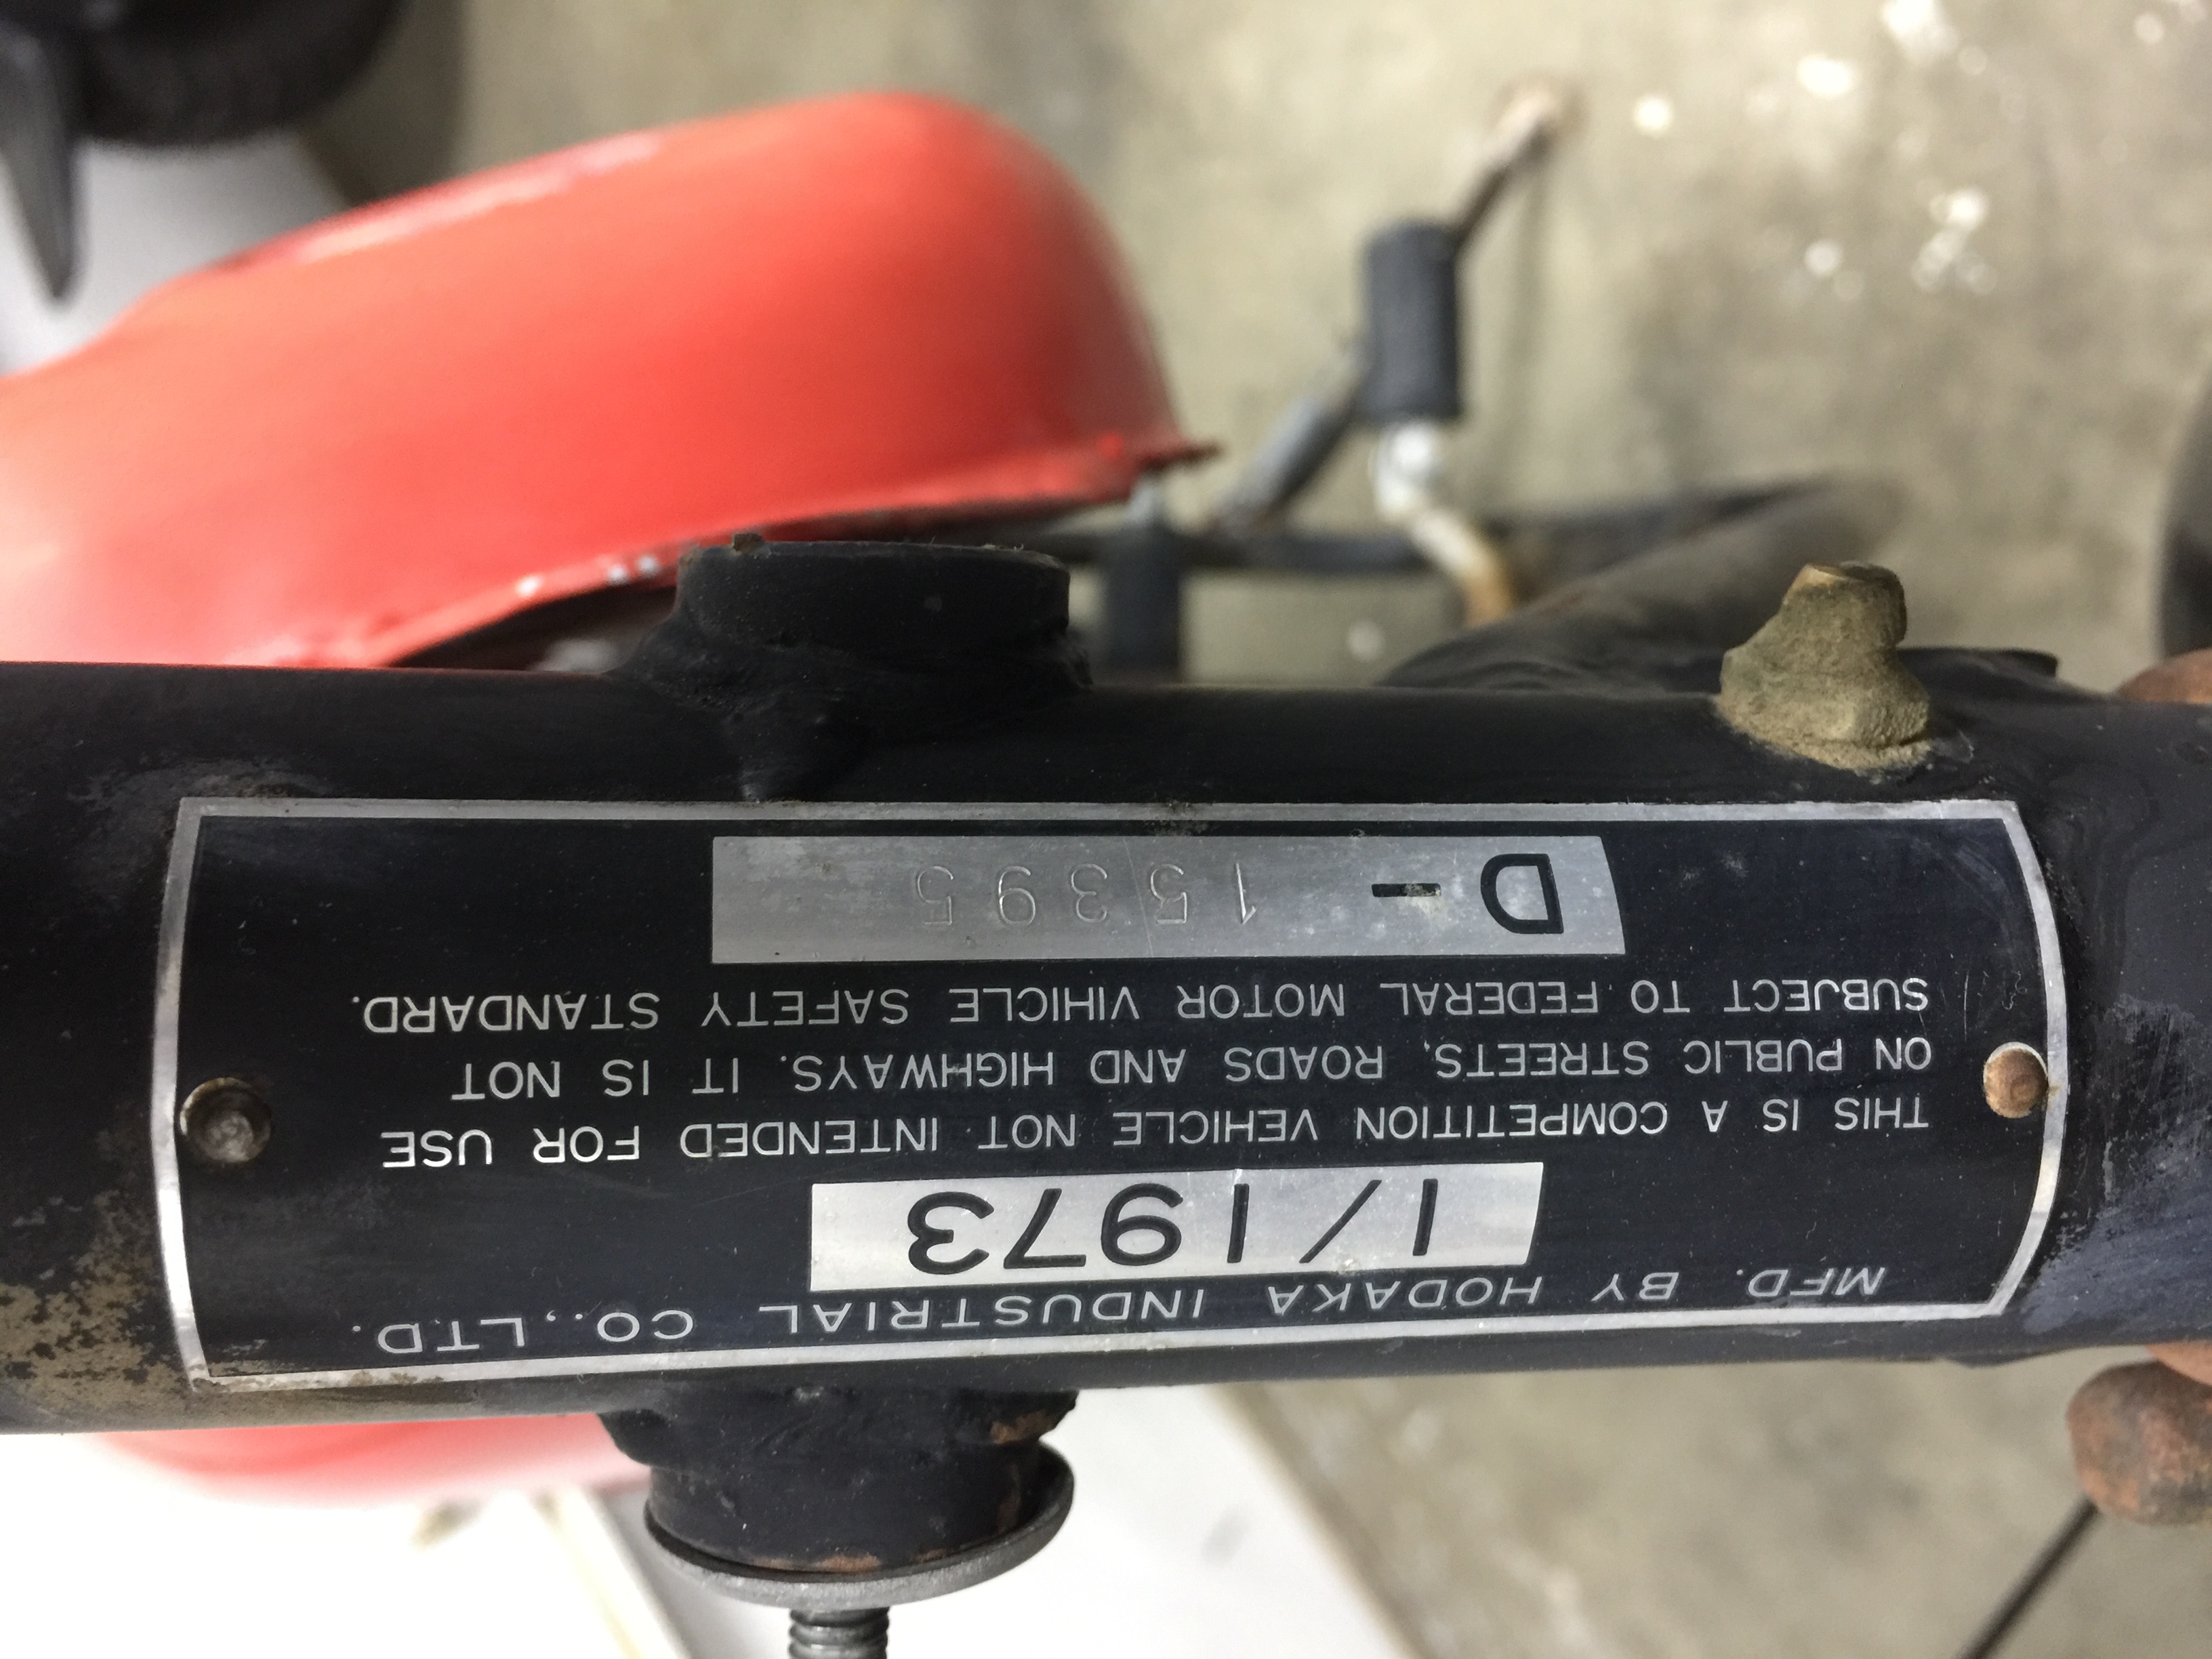 MFD. BY HODAKA INDUSTRIAL CO.,LTD.
1/1973
THIS IS A COMPETITION VEHICLE NOT INTENDED FOR USE
ON PUBLIC STREETS, ROADS AND HIGHWAYS. IT IS NOT
SUBJECT TO FEDERAL MOTOR VIHICLE SAFETY STANDARD.
D- 15395